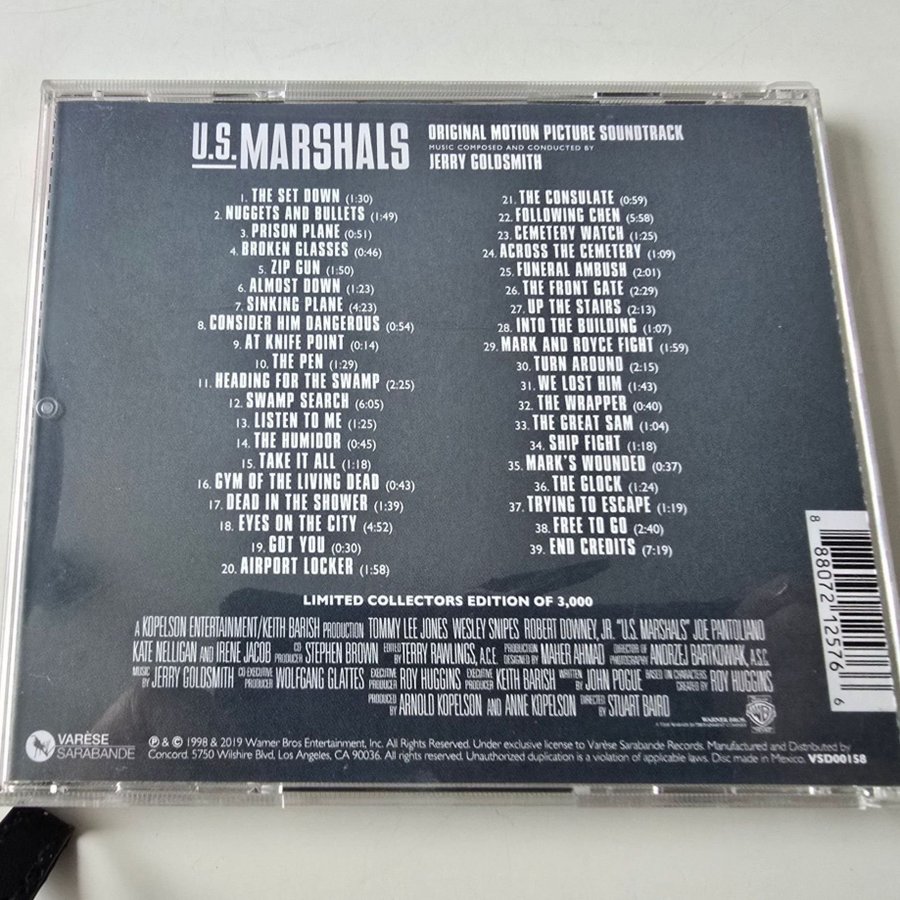 U.S. MARSHALS
ORIGINAL MOTION PICTURE SOUNDTRACK
MUSIC COMPOSED AND CONDUCTED BY
JERRY GOLDSMITH
1. THE SET DOWN (1:30)
2. NUGGETS AND BULLETS (1:49)
3. PRISON PLANE (0:51)
4. BROKEN GLASSES (0:46)
5. ZIP GUN (1:50)
6. ALMOST DOWN (1:23)
7. SINKING PLANE (4:23)
8. CONSIDER HIM DANGEROUS (0:54)
9. AT KNIFE POINT (0:14)
10. THE PEN (1:29)
11. HEADING FOR THE SWAMP (2:25)
12. SWAMP SEARCH (6:05)
13. LISTEN TO ME (1:25)
14. THE HUMIDOR (0:45)
15. TAKE IT ALL (1:18)
16. GYM OF THE LIVING DEAD (0:43)
17. DEAD IN THE SHOWER (1:39)
18. EYES ON THE CITY (4:52)
19. GOT YOU (0:30)
20. AIRPORT LOCKER (1:58)
21. THE CONSULATE (0:59)
22. FOLLOWING CHEN (5:58)
23. CEMETERY WATCH (1:25)
24. ACROSS THE CEMETERY (1:09)
25. FUNERAL AMBUSH (2:01)
26. THE FRONT GATE (2:29)
27. UP THE STAIRS (2:13)
28. INTO THE BUILDING (1:07)
29. MARK AND ROYCE FIGHT (1:59)
30. TURN AROUND (2:15)
31. WE LOST HIM (1:43)
32. THE WRAPPER (0:40)
33. THE GREAT SAM (1:04)
34. SHIP FIGHT (1:18)
35. MARK'S WOUNDED (0:37)
36. THE GLOCK (1:24)
37. TRYING TO ESCAPE (1:19)
38. FREE TO GO (2:40)
39. END CREDITS (7:19)
LIMITED COLLECTORS EDITION OF 3,000
A KOPELSON ENTERTAINMENT/KEITH BARISH PRODUCTION TOMMY LEE JONES WESLEY SNIPES ROBERT DOWNEY, JR. "U.S. MARSHALS" JOE PANTOLIANO
KATE NELLIGAN AND IRENE JACOB CO PRODUCER STEPHEN BROWN EDITED BY TERRY RAWLINGS, A.C.E. PRODUCTION DESIGNED BY MAHER AHMAD DIRECTOR OF PHOTOGRAPHY ANDRZEJ BARTKOWIAK, A.S.C.
MUSIC BY JERRY GOLDSMITH CO EXECUTIVE PRODUCER WOLFGANG GLATTES EXECUTIVE PRODUCER ROY HUGGINS EXECUTIVE PRODUCER KEITH BARISH WRITTEN BY JOHN POGUE BASED ON CHARACTERS CREATED BY ROY HUGGINS
PRODUCED BY ARNOLD KOPELSON AND ANNE KOPELSON DIRECTED BY STUART BAIRD
WARNER BROS
VARÈSE
SARABANDE
℗ & © 1998 & 2019 Warner Bros Entertainment, Inc. All Rights Reserved. Under exclusive license to Varèse Sarabande Records. Manufactured and Distributed by
Concord. 5750 Wilshire Blvd, Los Angeles, CA 90036. All rights reserved. Unauthorized duplication is a violation of applicable laws. Disc made in Mexico. VSD00158
8 88072 12576 6